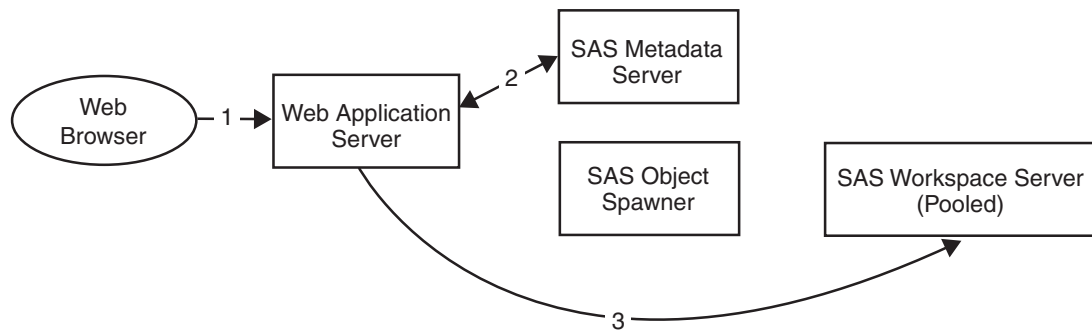 Web
Browser
1
Web Application
Server
2
SAS Metadata
Server
SAS Object
Spawner
SAS Workspace Server
(Pooled)
3